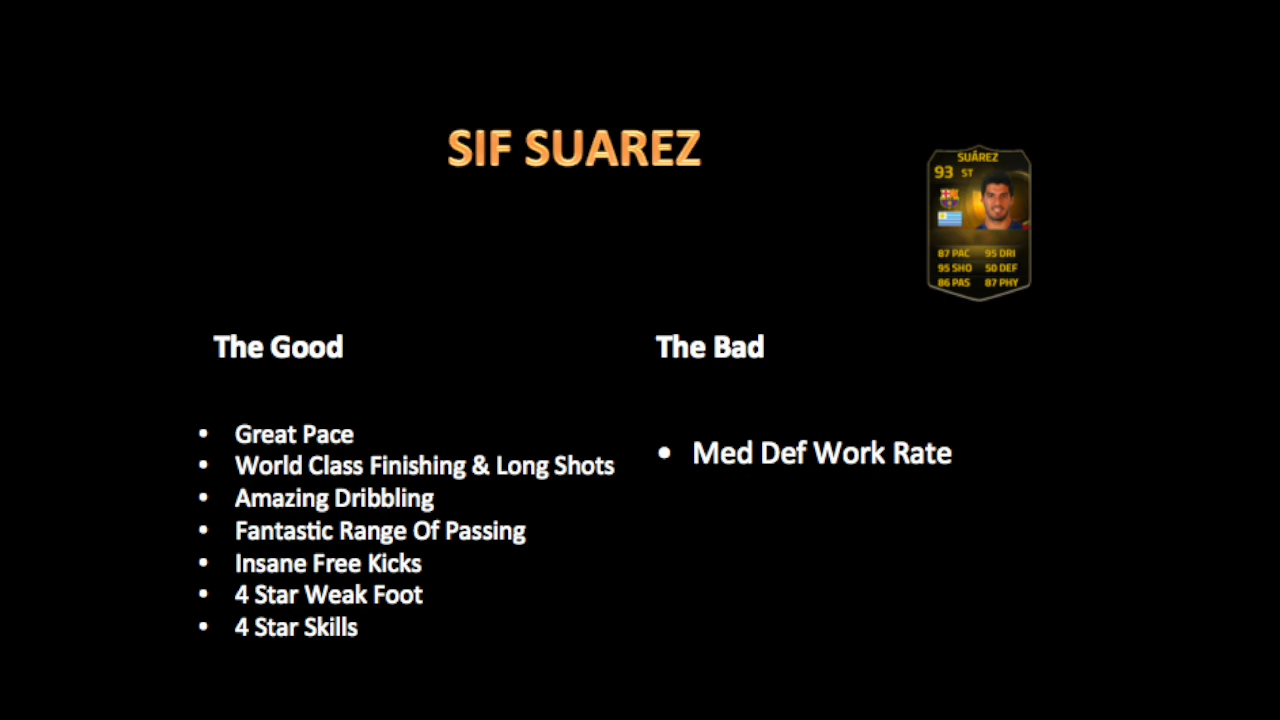 SIF SUAREZ
SUÁREZ
93 ST
87 PAC 95 DRI
95 SHO 50 DEF
86 PAS 87 PHY
The Good
• Great Pace
• World Class Finishing & Long Shots
• Amazing Dribbling
• Fantastic Range Of Passing
• Insane Free Kicks
• 4 Star Weak Foot
• 4 Star Skills
The Bad
• Med Def Work Rate